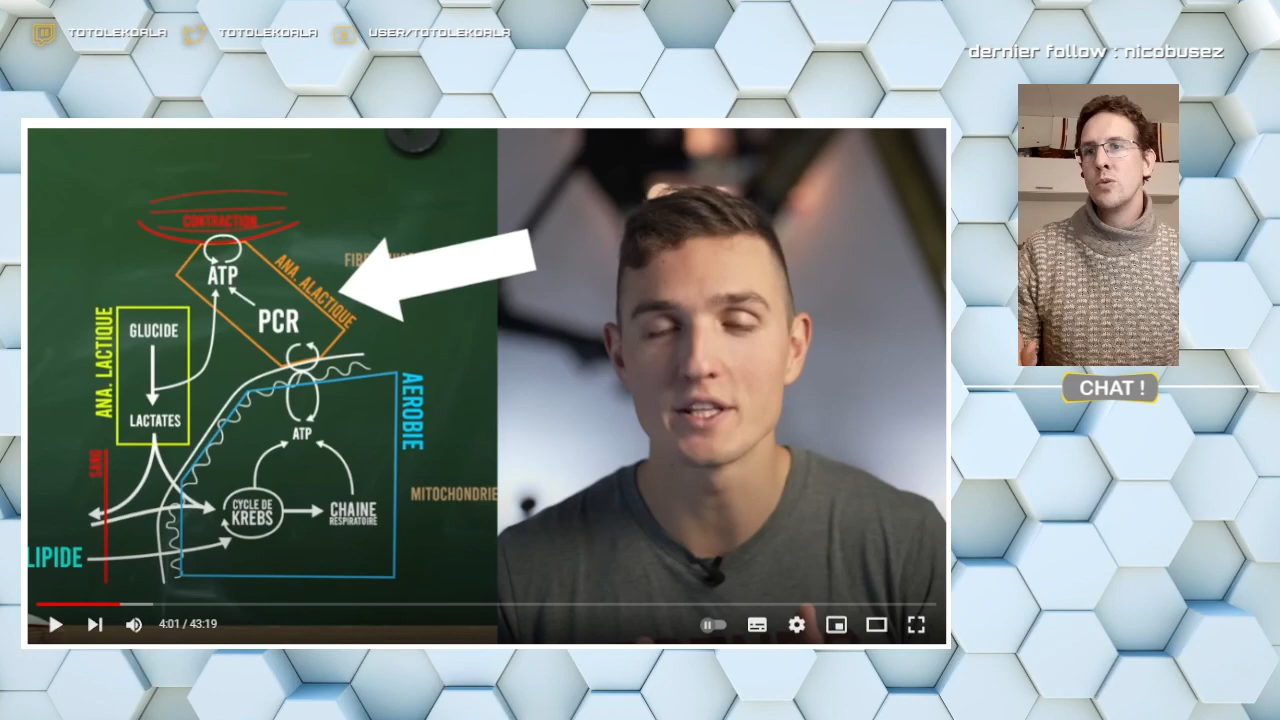 TOTOLEKOALA TOTOLEKOALA USER/TOTOLEKOALA
dernier follow : nicobusez
CONTRACTION
ATP
ANA. ALACTIQUE
PCR
ANA. LACTIQUE
GLUCIDE
LACTATES
AEROBIE
ATP
SANG
MITOCHONDRIE
CYCLE DE
KREBS
CHAINE
RESPIRATOIRE
LIPIDE
4:01 / 43:19
CHAT !